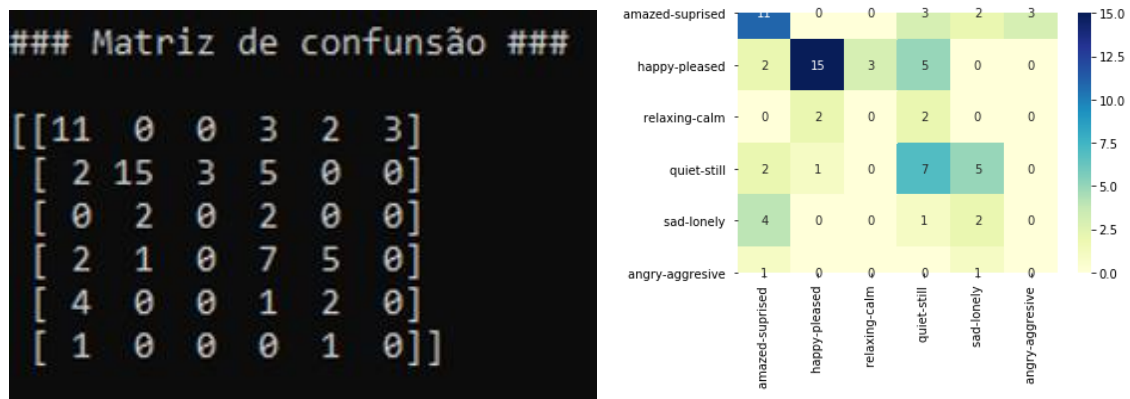 ### Matriz de confunsão ###
[[11 0 0 3 2 3]
[ 2 15 3 5 0 0]
[ 0 2 0 2 0 0]
[ 2 1 0 7 5 0]
[ 4 0 0 1 2 0]
[ 1 0 0 0 1 0]]
amazed-suprised 11 0 0 3 2 3
happy-pleased 2 15 3 5 0 0
relaxing-calm 0 2 0 2 0 0
quiet-still 2 1 0 7 5 0
sad-lonely 4 0 0 1 2 0
angry-aggresive 1 0 0 0 1 0
amazed-suprised
happy-pleased
relaxing-calm
quiet-still
sad-lonely
angry-aggresive
15.0
12.5
10.0
7.5
5.0
2.5
0.0